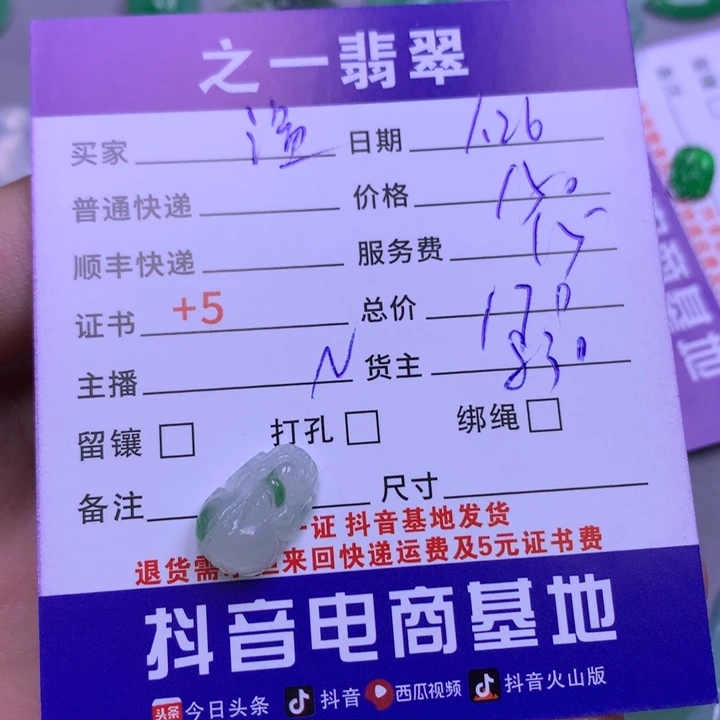 之一翡翠
买家 溢 日期 1.26
普通快递 价格 150
顺丰快递 服务费 15
证书 +5 总价 170
主播 N 货主 830
留镶 打孔 绑绳
备注 尺寸
一证 抖音基地发货
退货需 来回快递运费及5元证书费
抖音电商基地
头条 今日头条 抖音 西瓜视频 抖音火山版